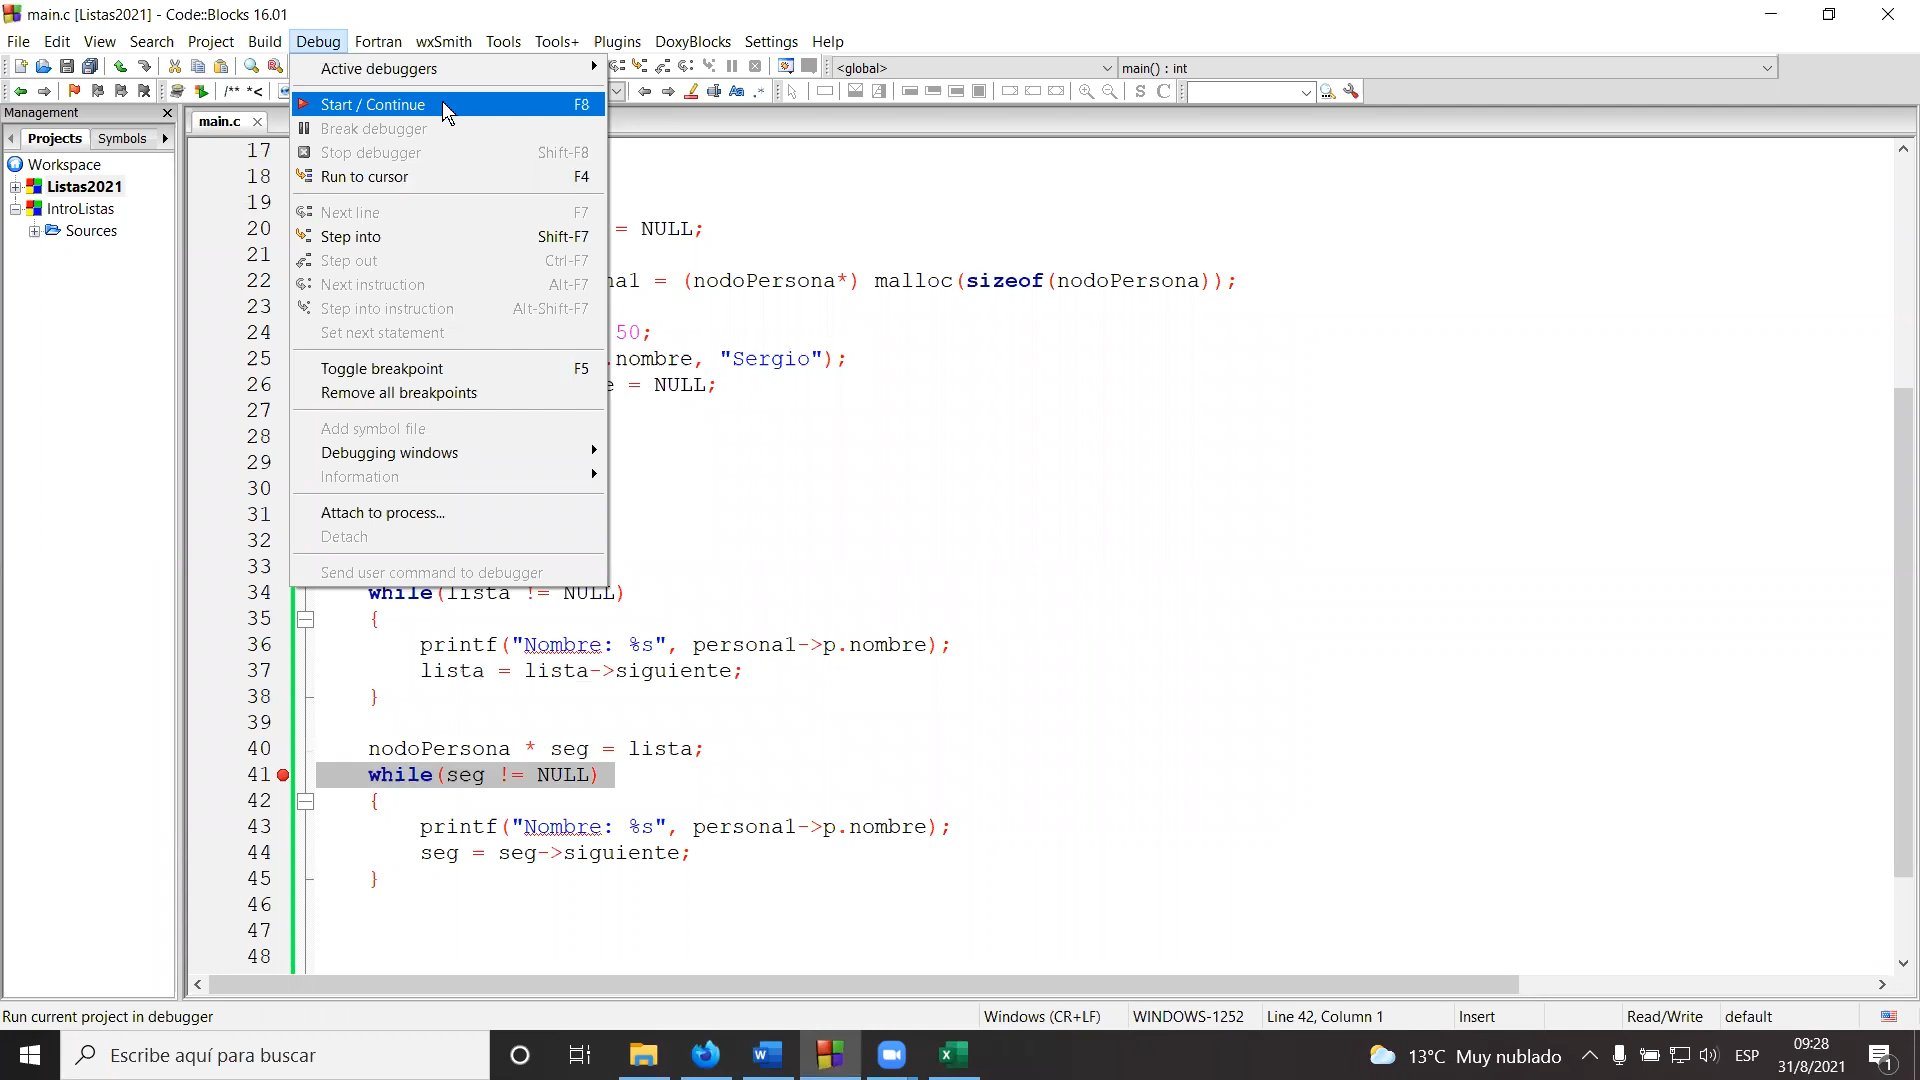 main.c [Listas2021] - Code::Blocks 16.01
File Edit View Search Project Build Debug Fortran wxSmith Tools Tools+ Plugins DoxyBlocks Settings Help
<global> main() : int
/** *< Aa .* S C
Management
Projects Symbols
Workspace
Listas2021
IntroListas
Sources
main.c
Active debuggers
Start / Continue F8
Break debugger
Stop debugger Shift-F8
Run to cursor F4
Next line F7
Step into Shift-F7
Step out Ctrl-F7
Next instruction Alt-F7
Step into instruction Alt-Shift-F7
Set next statement
Toggle breakpoint F5
Remove all breakpoints
Add symbol file
Debugging windows
Information
Attach to process...
Detach
Send user command to debugger
17
18
19
20 = NULL;
21
22 na1 = (nodoPersona*) malloc(sizeof(nodoPersona));
23
24 50;
25 .nombre, "Sergio");
26 e = NULL;
27
28
29
30
31
32
33
34 while(lista != NULL)
35 {
36 printf("Nombre: %s", persona1->p.nombre);
37 lista = lista->siguiente;
38 }
39
40 nodoPersona * seg = lista;
41 while(seg != NULL)
42 {
43 printf("Nombre: %s", persona1->p.nombre);
44 seg = seg->siguiente;
45 }
46
47
48
Run current project in debugger Windows (CR+LF) WINDOWS-1252 Line 42, Column 1 Insert Read/Write default
Escribe aquí para buscar 13°C Muy nublado ESP 09:28
31/8/2021 1